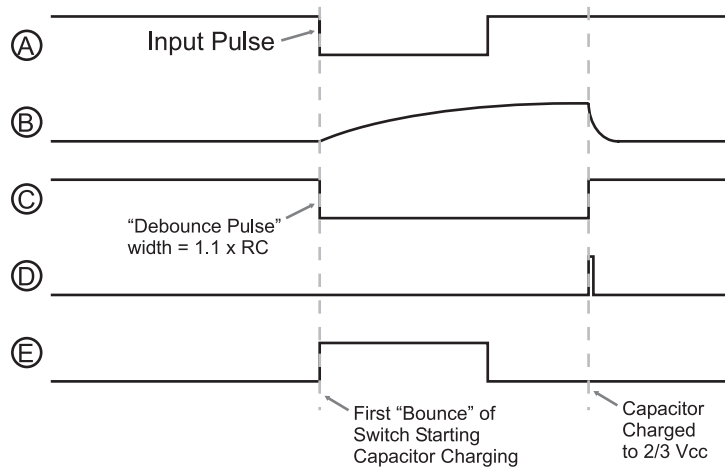 A
Input Pulse
B
C
“Debounce Pulse”
width = 1.1 x RC
D
E
First “Bounce” of
Switch Starting
Capacitor Charging
Capacitor
Charged
to 2/3 Vcc